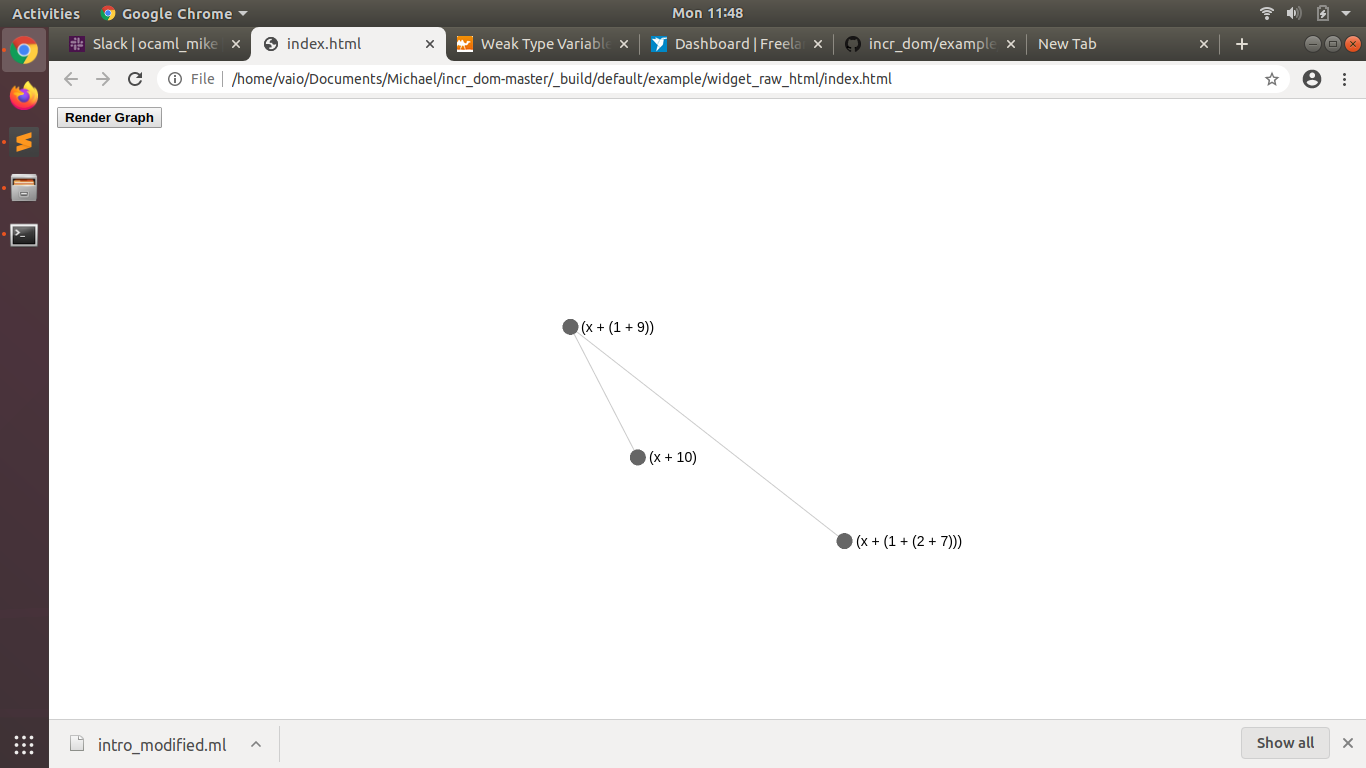 Activities Google Chrome Mon 11:48
Slack | ocaml_mike index.html Weak Type Variable Dashboard | Freela incr_dom/example New Tab
File /home/vaio/Documents/Michael/incr_dom-master/_build/default/example/widget_raw_html/index.html
Render Graph
(x + (1 + 9))
(x + 10)
(x + (1 + (2 + 7)))
intro_modified.ml Show all